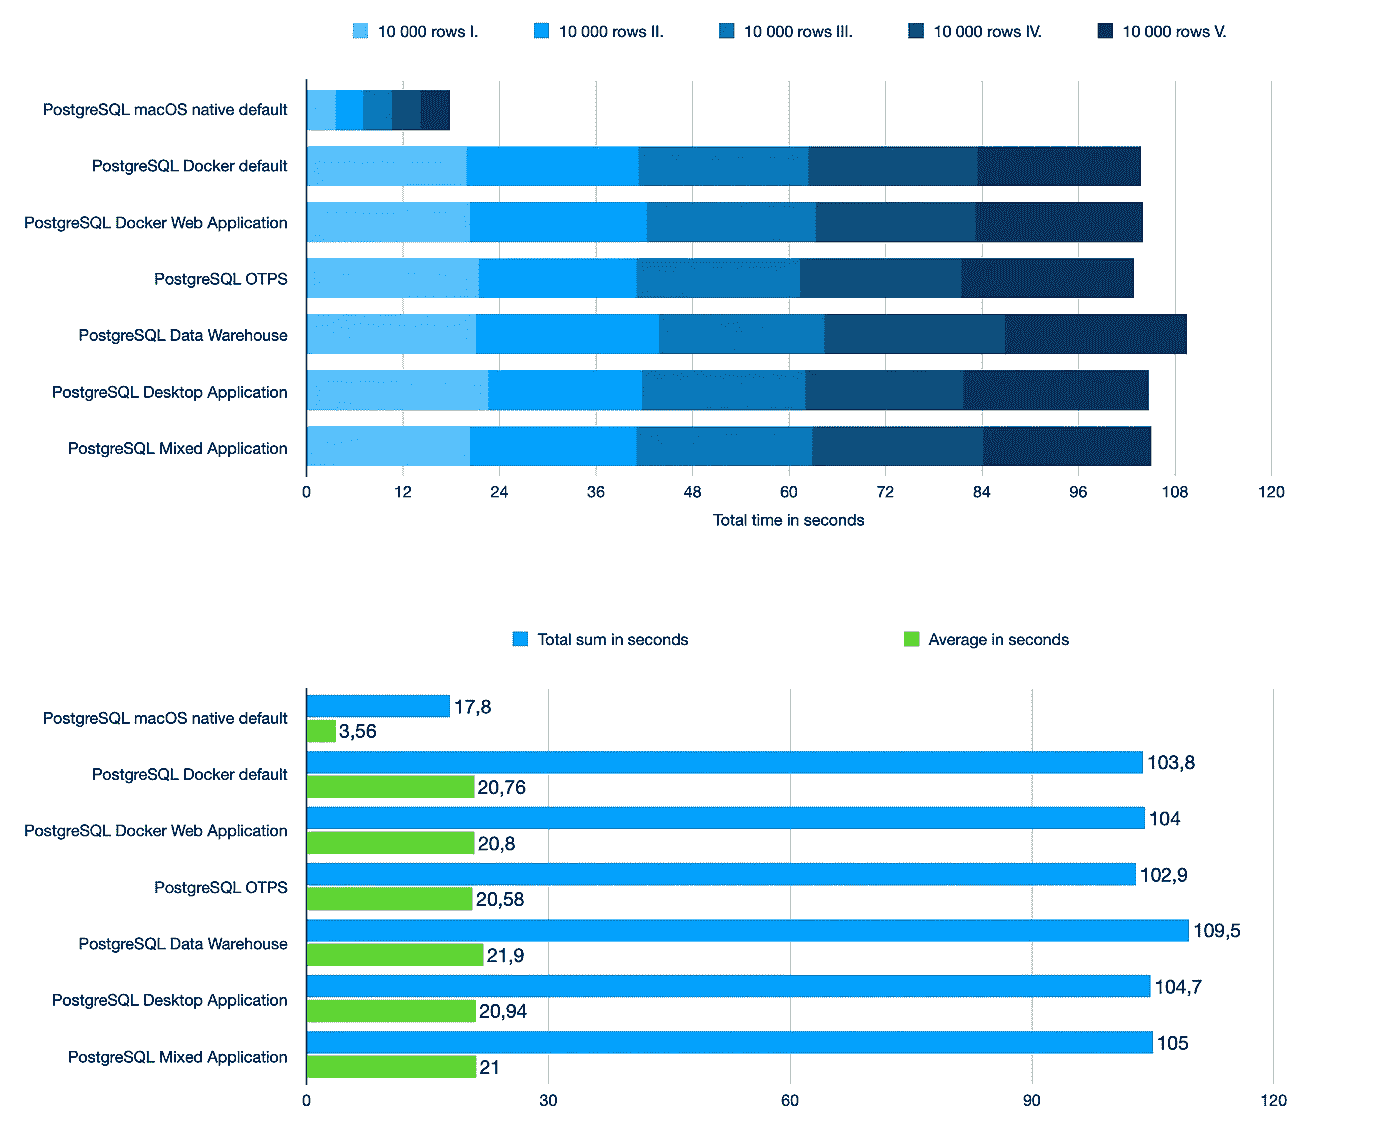 10 000 rows I. 10 000 rows II. 10 000 rows III. 10 000 rows IV. 10 000 rows V.
PostgreSQL macOS native default
PostgreSQL Docker default
PostgreSQL Docker Web Application
PostgreSQL OTPS
PostgreSQL Data Warehouse
PostgreSQL Desktop Application
PostgreSQL Mixed Application
0 12 24 36 48 60 72 84 96 108 120
Total time in seconds
Total sum in seconds Average in seconds
PostgreSQL macOS native default 17,8
3,56
PostgreSQL Docker default 103,8
20,76
PostgreSQL Docker Web Application 104
20,8
PostgreSQL OTPS 102,9
20,58
PostgreSQL Data Warehouse 109,5
21,9
PostgreSQL Desktop Application 104,7
20,94
PostgreSQL Mixed Application 105
21
0 30 60 90 120